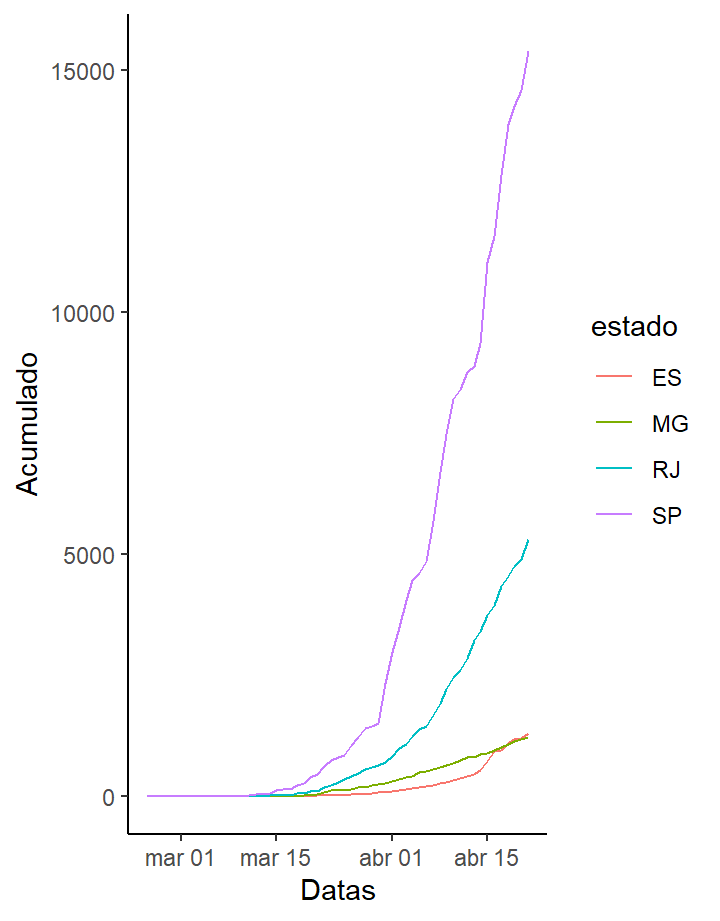 15000
10000
5000
0
Acumulado
mar 01 mar 15 abr 01 abr 15
Datas
estado
ES
MG
RJ
SP